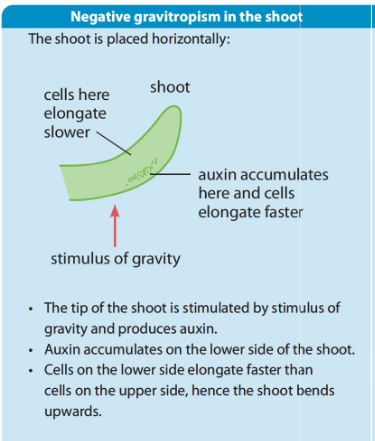 Negative gravitropism in the shoot
The shoot is placed horizontally:
shoot
cells here
elongate
slower
auxin accumulates
here and cells
elongate faster
stimulus of gravity
• The tip of the shoot is stimulated by stimulus of
gravity and produces auxin.
• Auxin accumulates on the lower side of the shoot.
• Cells on the lower side elongate faster than
cells on the upper side, hence the shoot bends
upwards.